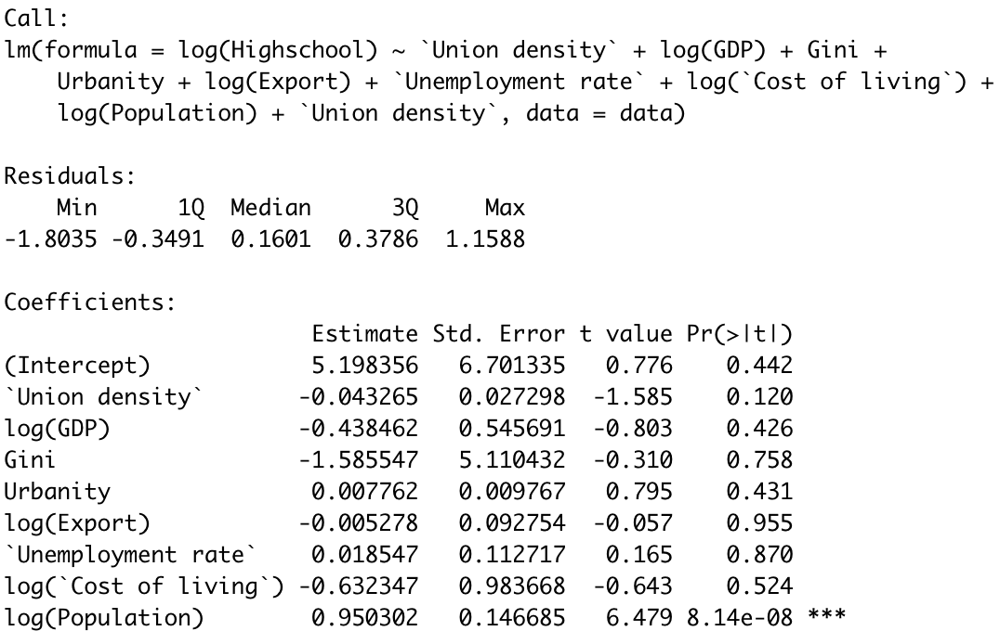 Call:
lm(formula = log(Highschool) ~ `Union density` + log(GDP) + Gini +
    Urbanity + log(Export) + `Unemployment rate` + log(`Cost of living`) +
    log(Population) + `Union density`, data = data)

Residuals:
    Min      1Q  Median      3Q     Max
-1.8035 -0.3491  0.1601  0.3786  1.1588

Coefficients:
                      Estimate Std. Error t value Pr(>|t|)
(Intercept)           5.198356   6.701335   0.776    0.442
`Union density`      -0.043265   0.027298  -1.585    0.120
log(GDP)             -0.438462   0.545691  -0.803    0.426
Gini                 -1.585547   5.110432  -0.310    0.758
Urbanity              0.007762   0.009767   0.795    0.431
log(Export)          -0.005278   0.092754  -0.057    0.955
`Unemployment rate`   0.018547   0.112717   0.165    0.870
log(`Cost of living`) -0.632347   0.983668  -0.643    0.524
log(Population)       0.950302   0.146685   6.479 8.14e-08 ***